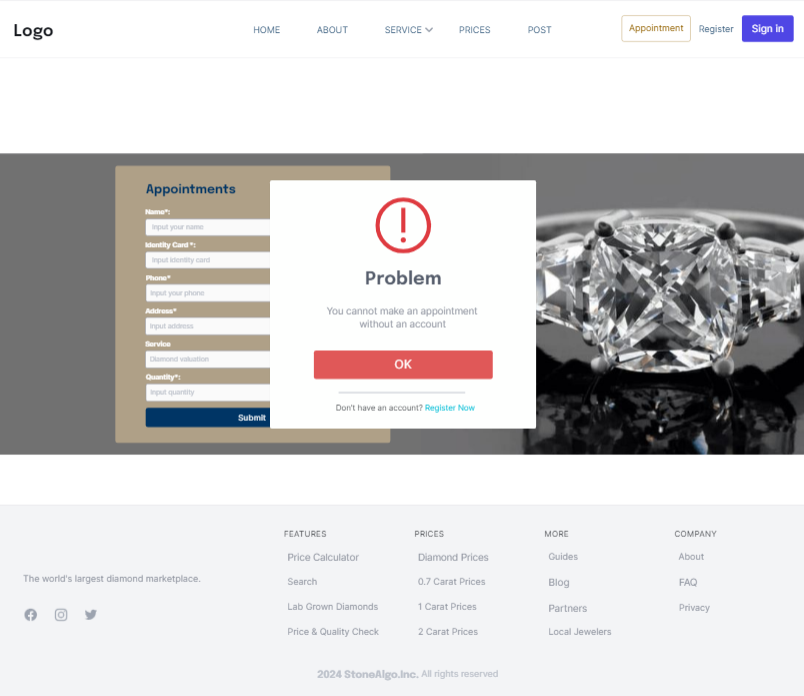 Logo
HOME ABOUT SERVICE PRICES POST
Appointment Register Sign in
Appointments
Name*:
Input your name
Identity Card *:
Input identity card
Phone*
Input your phone
Address*
Input address
Service
Diamond valuation
Quantity*:
Input quantity
Submit
Problem
You cannot make an appointment
without an account
OK
Don't have an account? Register Now
The world's largest diamond marketplace.
FEATURES
Price Calculator
Search
Lab Grown Diamonds
Price & Quality Check
PRICES
Diamond Prices
0.7 Carat Prices
1 Carat Prices
2 Carat Prices
MORE
Guides
Blog
Partners
Local Jewelers
COMPANY
About
FAQ
Privacy
2024 StoneAlgo.Inc. All rights reserved